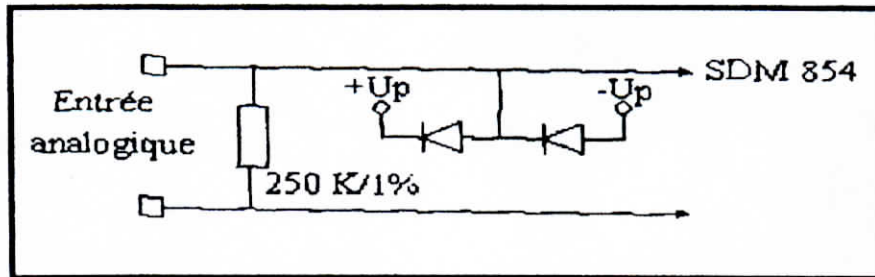 SDM 854
+Up
-Up
Entrée
analogique
250 K/1%